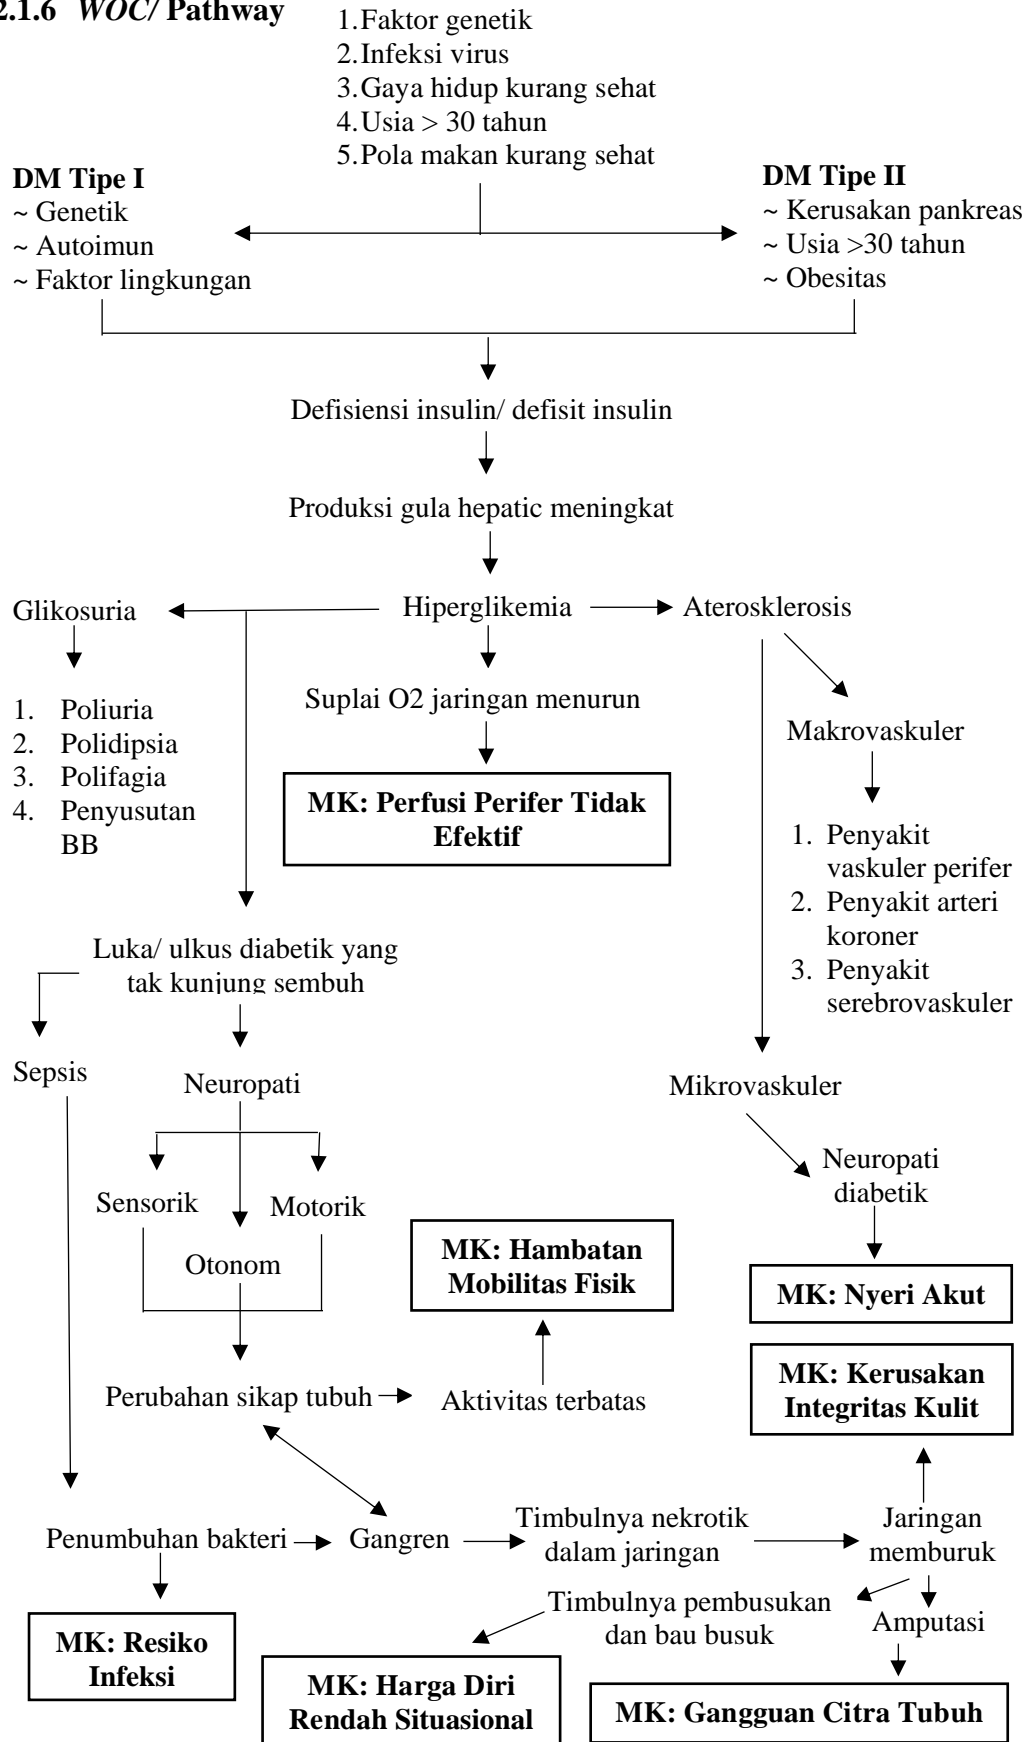 2.1.6 WOC/ Pathway
1.Faktor genetik
2.Infeksi virus
3.Gaya hidup kurang sehat
4.Usia > 30 tahun
5.Pola makan kurang sehat
DM Tipe I
~ Genetik
~ Autoimun
~ Faktor lingkungan
DM Tipe II
~ Kerusakan pankreas
~ Usia >30 tahun
~ Obesitas
Defisiensi insulin/ defisit insulin
Produksi gula hepatic meningkat
Glikosuria
Hiperglikemia
Aterosklerosis
1. Poliuria
2. Polidipsia
3. Polifagia
4. Penyusutan
BB
Suplai O2 jaringan menurun
MK: Perfusi Perifer Tidak
Efektif
Makrovaskuler
1. Penyakit
vaskuler perifer
2. Penyakit arteri
koroner
3. Penyakit
serebrovaskuler
Luka/ ulkus diabetik yang
tak kunjung sembuh
Sepsis
Neuropati
Mikrovaskuler
Sensorik
Motorik
Otonom
Neuropati
diabetik
MK: Hambatan
Mobilitas Fisik
MK: Nyeri Akut
Perubahan sikap tubuh
Aktivitas terbatas
MK: Kerusakan
Integritas Kulit
Penumbuhan bakteri
Gangren
Timbulnya nekrotik
dalam jaringan
Jaringan
memburuk
Timbulnya pembusukan
dan bau busuk
Amputasi
MK: Resiko
Infeksi
MK: Harga Diri
Rendah Situasional
MK: Gangguan Citra Tubuh